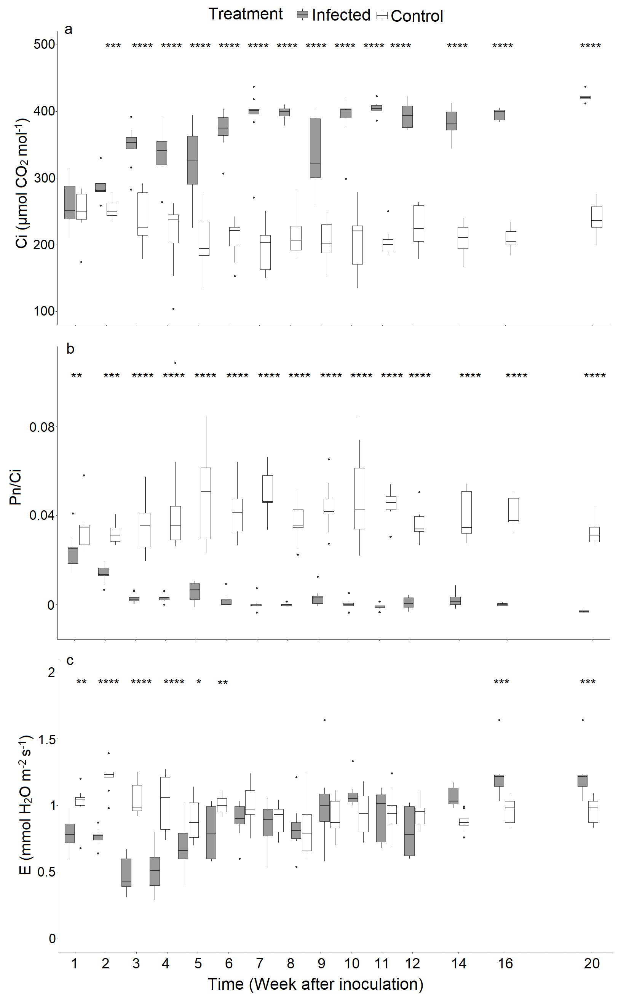 Treatment Infected Control
a
*** **** **** **** **** **** **** **** **** **** **** **** **** ****
500
400
300
200
100
Ci (µmol CO₂ mol⁻¹)
b
** *** **** **** **** **** **** **** **** **** **** **** **** **** ****
0.08
0.04
0
Pn/Ci
c
** **** **** **** * ** *** ***
2
1.5
1
0.5
0
E (mmol H₂O m⁻² s⁻¹)
1 2 3 4 5 6 7 8 9 10 11 12 14 16 20
Time (Week after inoculation)